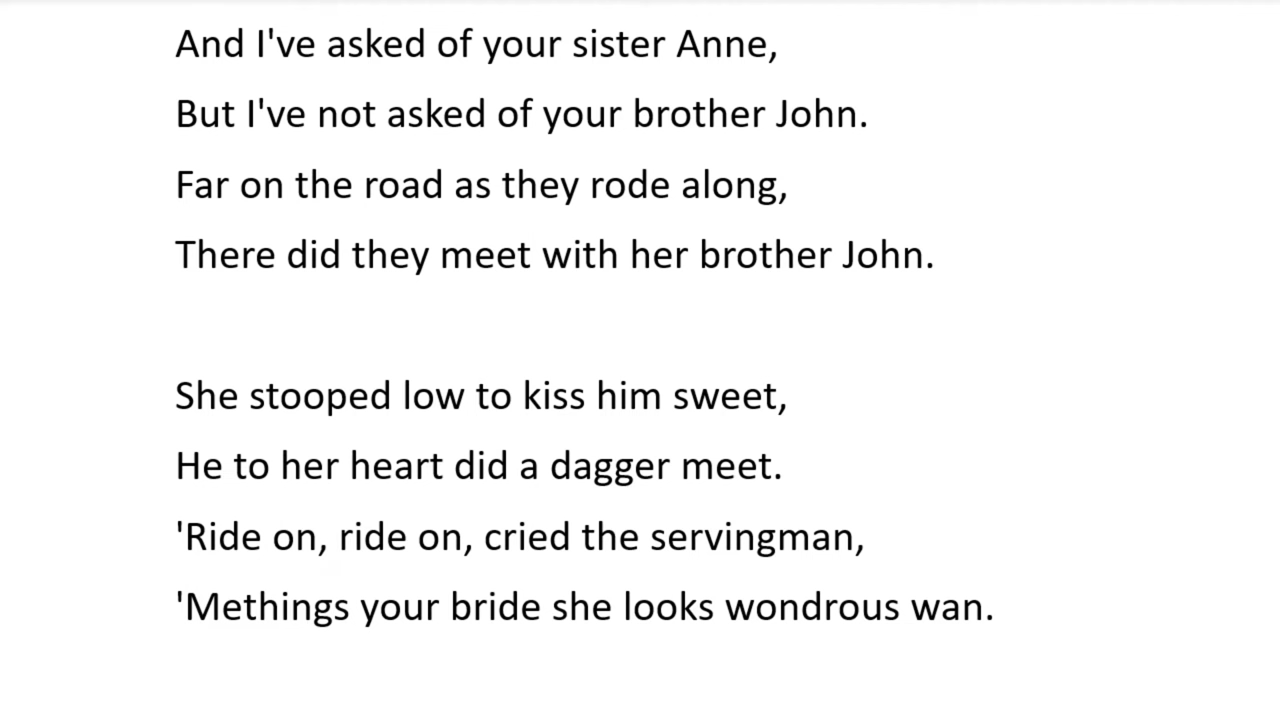 And I've asked of your sister Anne,
But I've not asked of your brother John.
Far on the road as they rode along,
There did they meet with her brother John.
She stooped low to kiss him sweet,
He to her heart did a dagger meet.
'Ride on, ride on, cried the servingman,
'Methings your bride she looks wondrous wan.